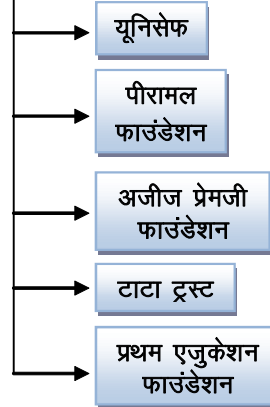 यूनिसेफ
पीरामल
फाउंडेशन
अजीज प्रेमजी
फाउंडेशन
टाटा ट्रस्ट
प्रथम एजुकेशन
फाउंडेशन